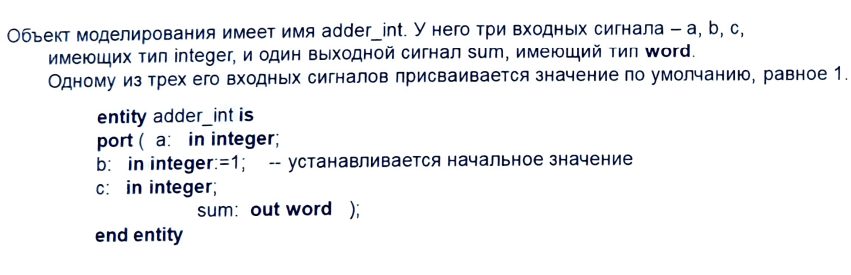 Объект моделирования имеет имя adder_int. У него три входных сигнала – a, b, c,
имеющих тип integer, и один выходной сигнал sum, имеющий тип word.
Одному из трех его входных сигналов присваивается значение по умолчанию, равное 1.
entity adder_int is
port ( a: in integer;
b: in integer:=1; -- устанавливается начальное значение
c: in integer;
sum: out word );
end entity